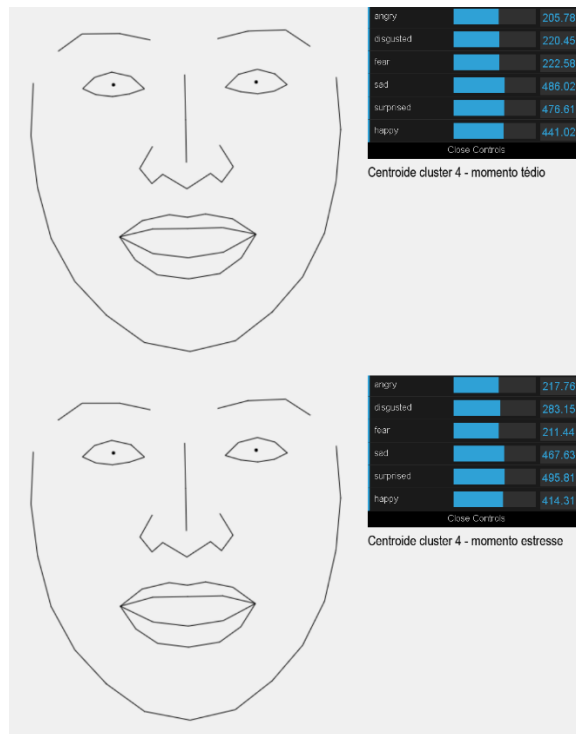 angry 205.78
disgusted 220.45
fear 222.58
sad 486.02
surprised 476.61
happy 441.02
Close Controls
Centroide cluster 4 - momento tédio
angry 217.76
disgusted 283.15
fear 211.44
sad 467.63
surprised 495.81
happy 414.31
Close Controls
Centroide cluster 4 - momento estresse